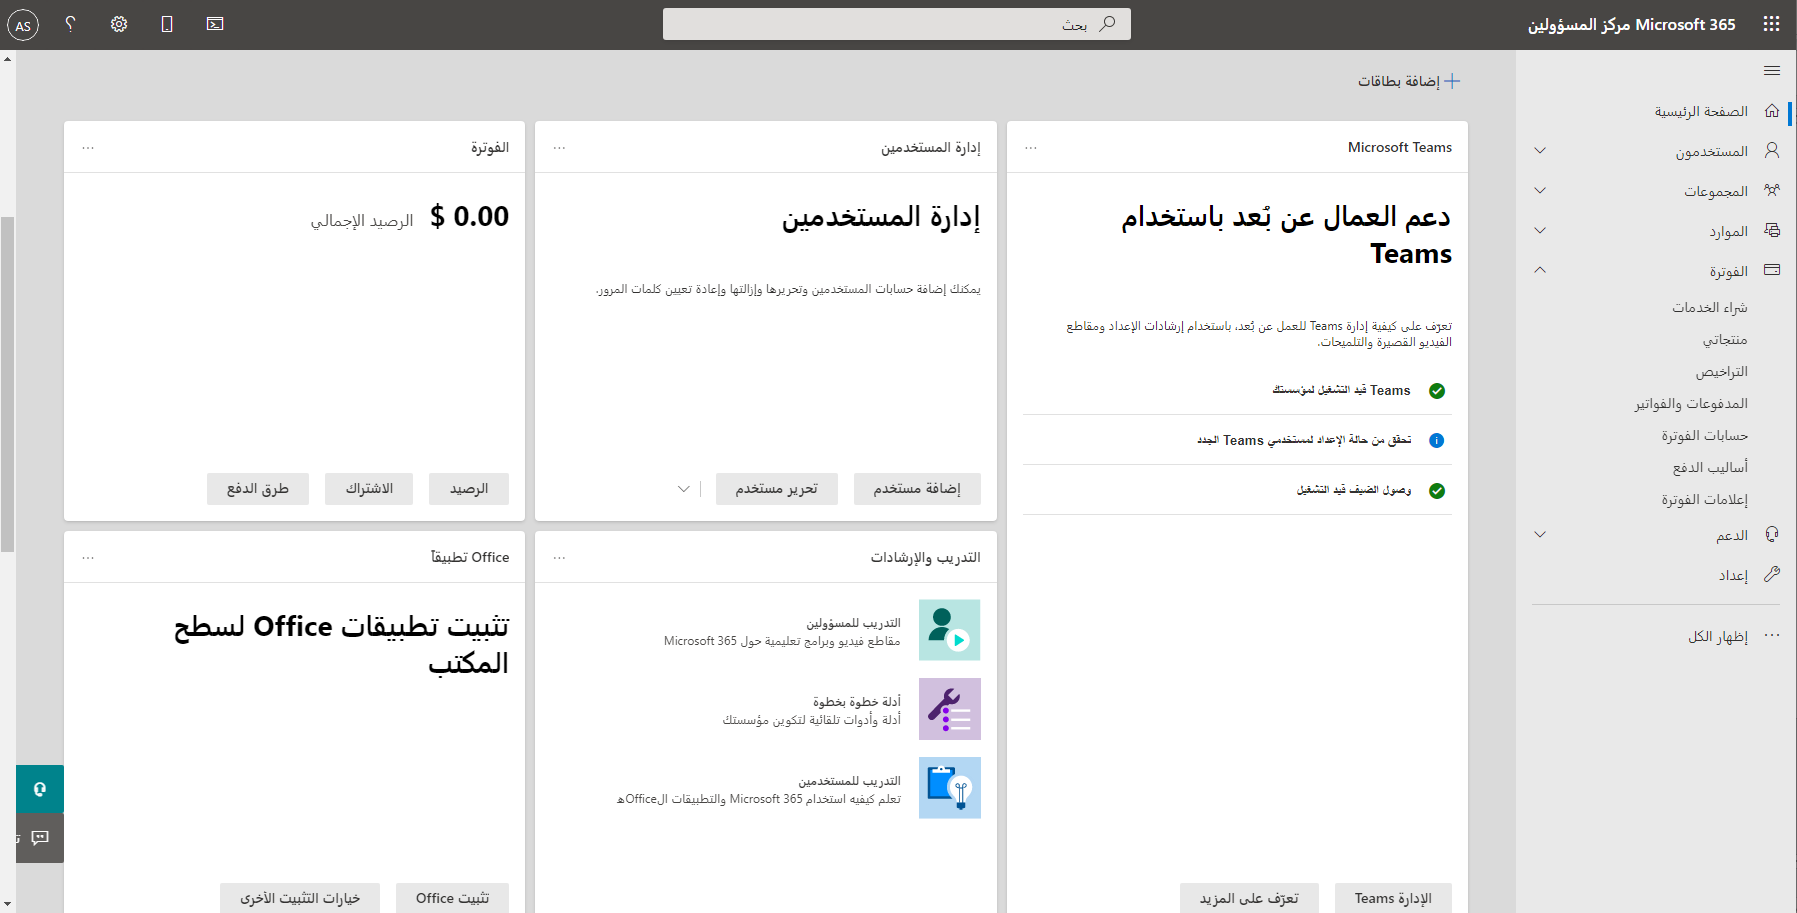 Microsoft 365 مركز المسؤولين
بحث
؟
AS
الصفحة الرئيسية
المستخدمون
المجموعات
الموارد
الفوترة
شراء الخدمات
منتجاتي
التراخيص
المدفوعات والفواتير
حسابات الفوترة
أساليب الدفع
إعلامات الفوترة
الدعم
إعداد
إظهار الكل
إضافة بطاقات
Microsoft Teams
دعم العمال عن بُعد باستخدام
Teams
تعرّف على كيفية إدارة Teams للعمل عن بُعد، باستخدام إرشادات الإعداد ومقاطع
الفيديو القصيرة والتلميحات.
Teams قيد التشغيل لمؤسستك
تحقق من حالة الإعداد لمستخدمي Teams الجدد
وصول الضيف قيد التشغيل
الإدارة Teams
تعرّف على المزيد
إدارة المستخدمين
إدارة المستخدمين
يمكنك إضافة حسابات المستخدمين وتحريرها وإزالتها وإعادة تعيين كلمات المرور.
إضافة مستخدم
تحرير مستخدم
الفوترة
$ 0.00 الرصيد الإجمالي
الرصيد
الاشتراك
طرق الدفع
التدريب والإرشادات
التدريب للمسؤولين
مقاطع فيديو وبرامج تعليمية حول Microsoft 365
أدلة خطوة بخطوة
أدلة وأدوات تلقائية لتكوين مؤسستك
التدريب للمستخدمين
تعلم كيفيه استخدام Microsoft 365 والتطبيقات الOfficeه
Office تطبيقاً
تثبيت تطبيقات Office لسطح
المكتب
تثبيت Office
خيارات التثبيت الأخرى